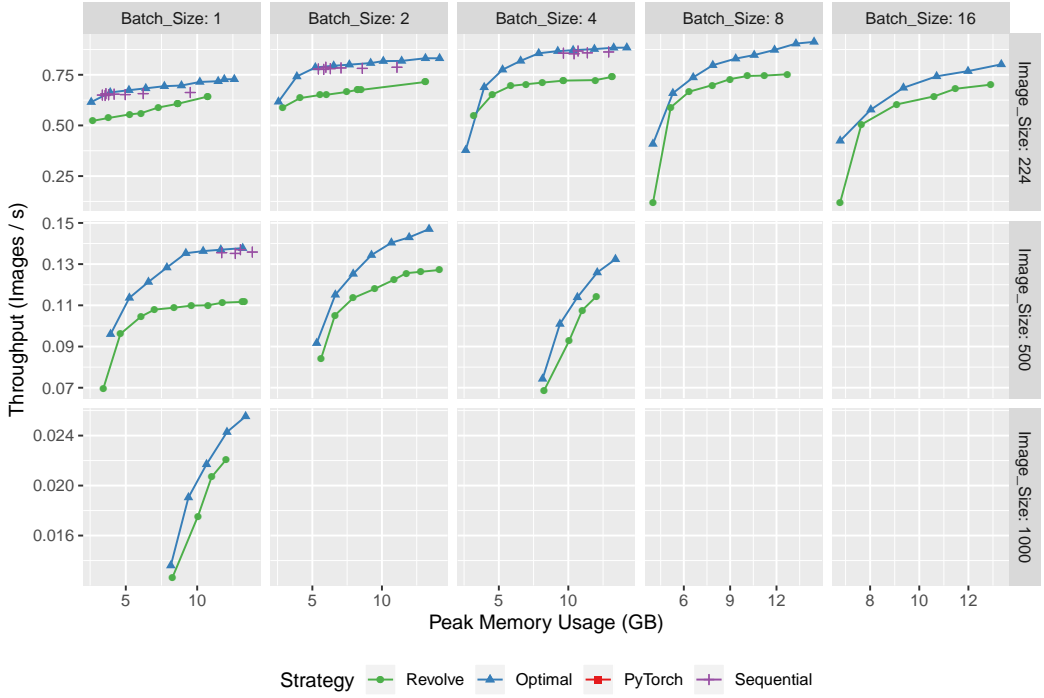 Batch_Size: 1
Batch_Size: 2
Batch_Size: 4
Batch_Size: 8
Batch_Size: 16
Throughput (Images / s)
0.75
0.50
0.25
Image_Size: 224
0.15
0.13
0.11
0.09
0.07
Image_Size: 500
0.024
0.020
0.016
Image_Size: 1000
5 10
5 10
5 10
6 9 12
8 10 12
Peak Memory Usage (GB)
Strategy Revolve Optimal PyTorch Sequential